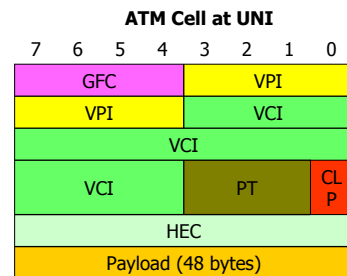 ATM Cell at UNI
7 6 5 4 3 2 1 0
GFC VPI
VPI VCI
VCI
VCI PT CL
P
HEC
Payload (48 bytes)